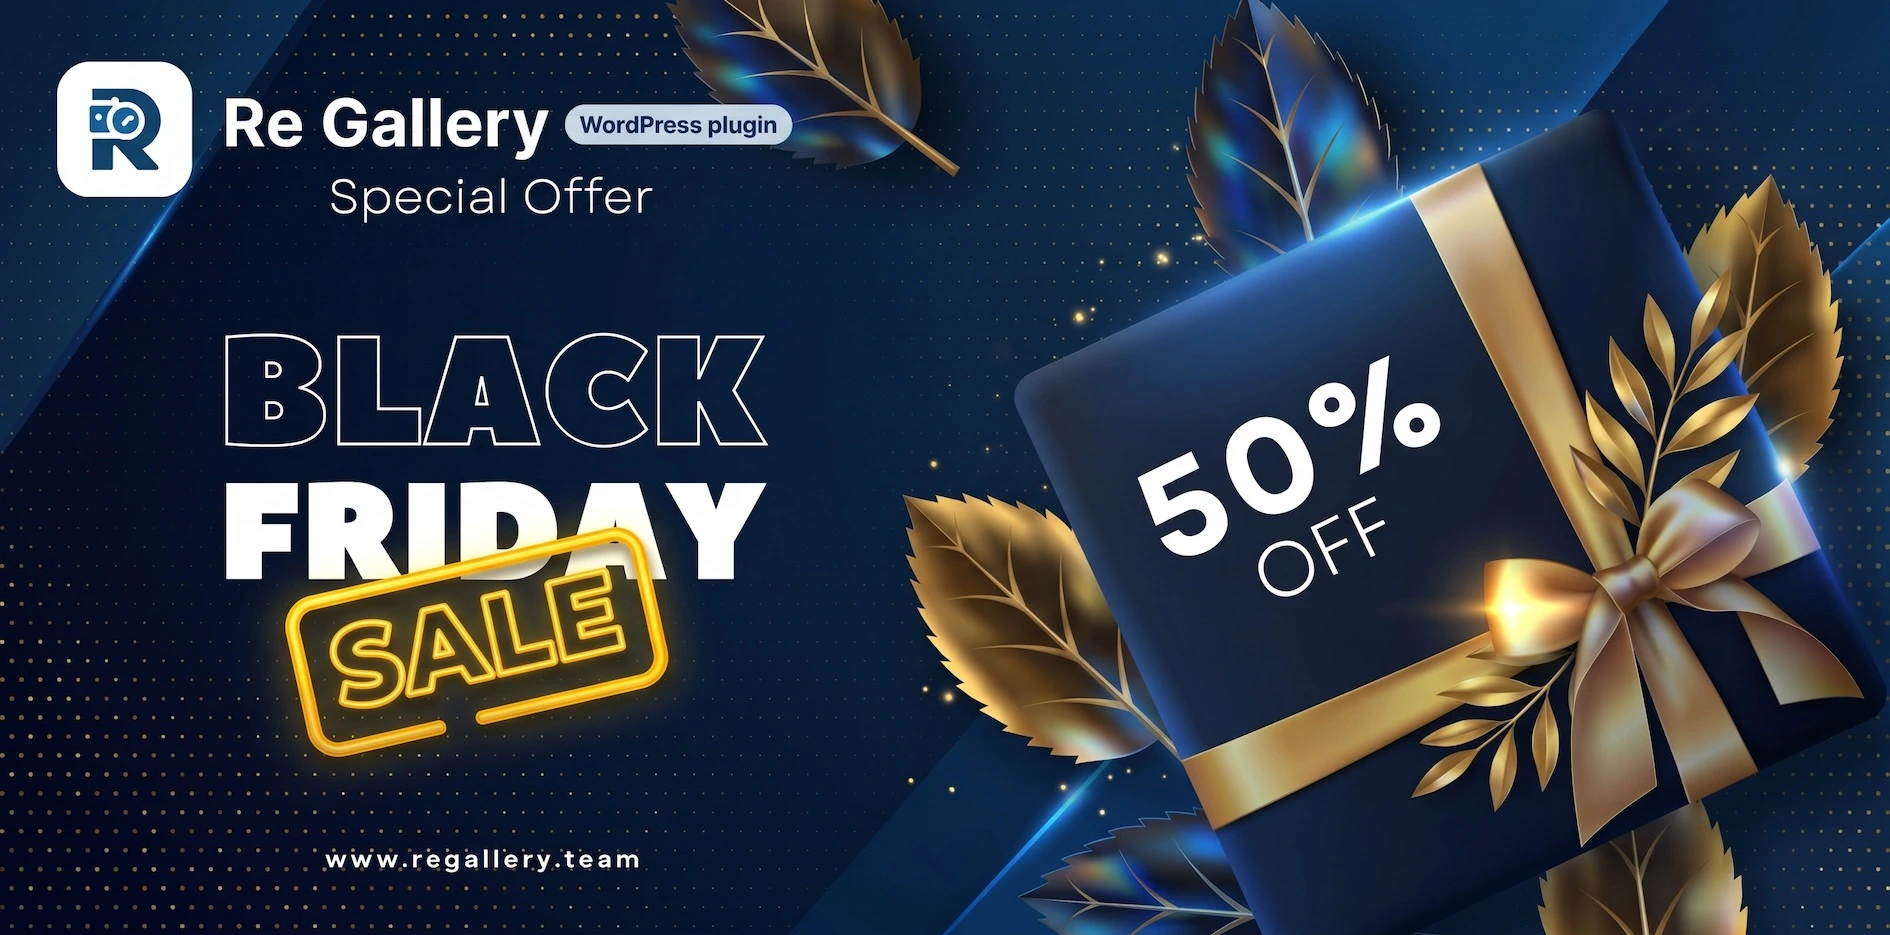 Re Gallery WordPress plugin
Special Offer
BLACK
FRIDAY
SALE
www.regallery.team
50%
OFF